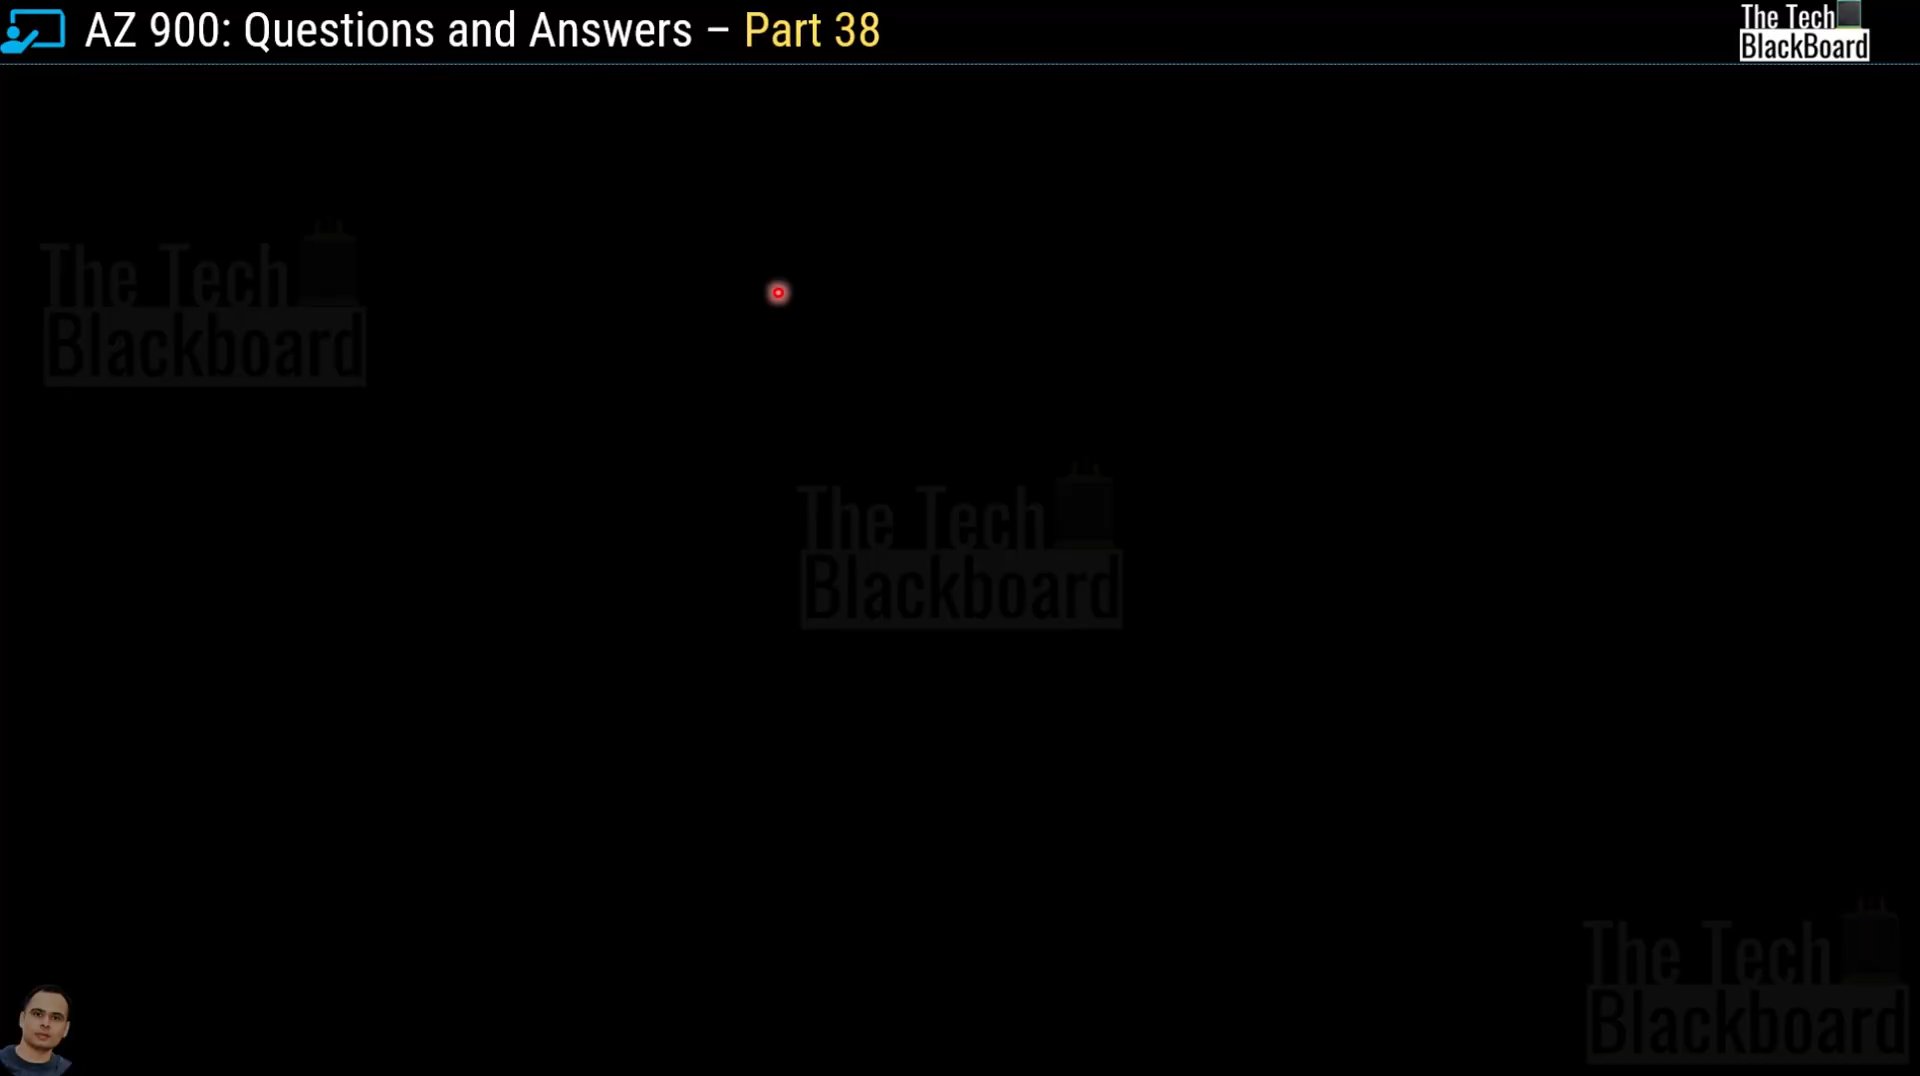 AZ 900: Questions and Answers – Part 38
The Tech
BlackBoard
The Tech
Blackboard
The Tech
Blackboard
The Tech
Blackboard